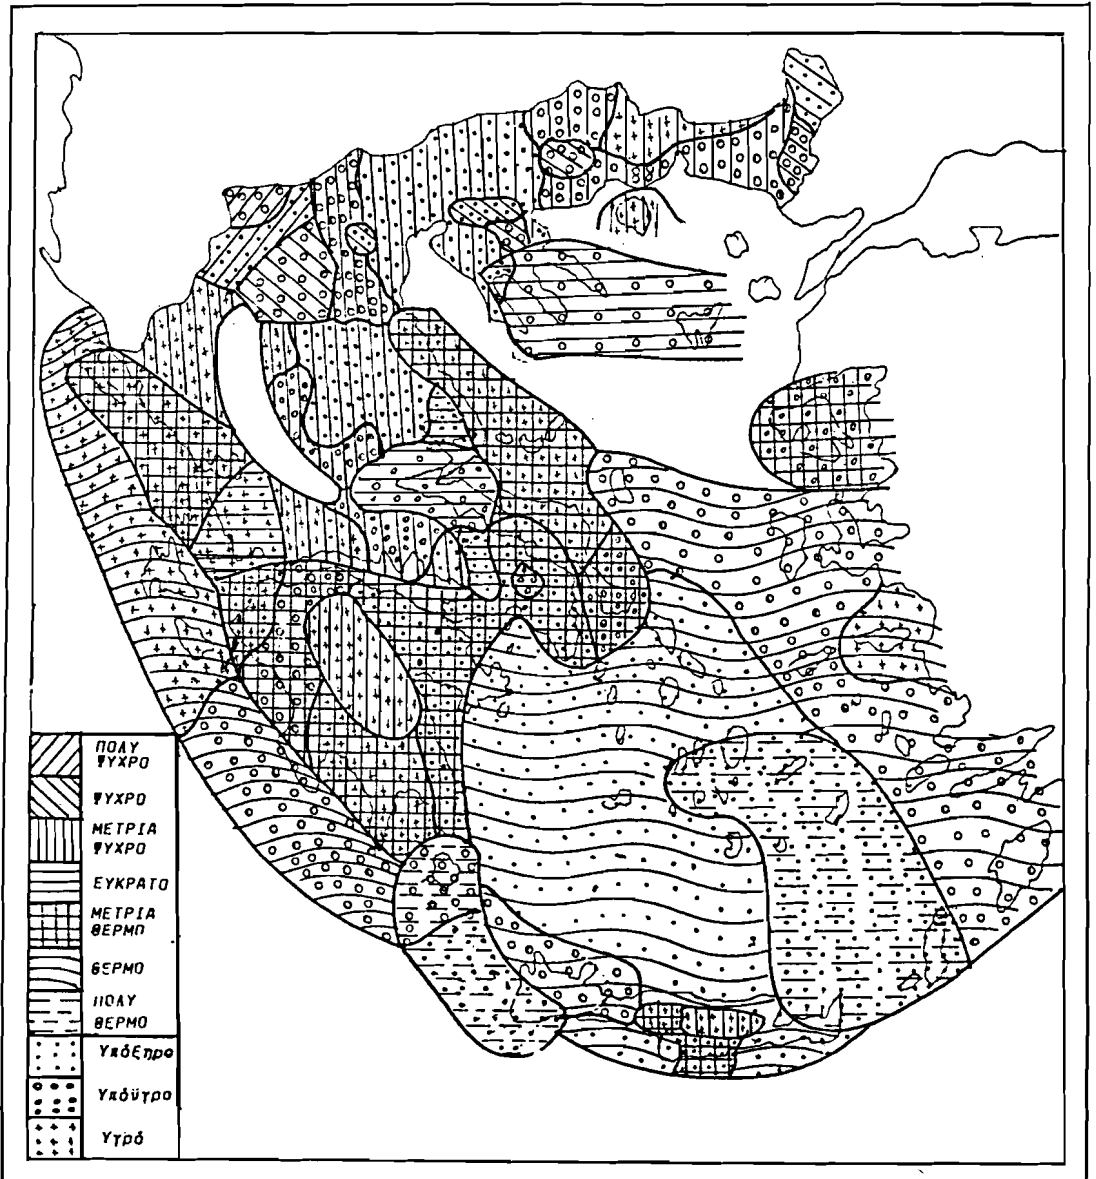 ΠΟΛΥ
ΨΥΧΡΟ
ΨΥΧΡΟ
ΜΕΤΡΙΑ
ΨΥΧΡΟ
ΕΥΚΡΑΤΟ
ΜΕΤΡΙΑ
ΘΕΡΜΟ
ΘΕΡΜΟ
ΠΟΛΥ
ΘΕΡΜΟ
Υπόξηρο
Υπόϋγρο
Υγρό